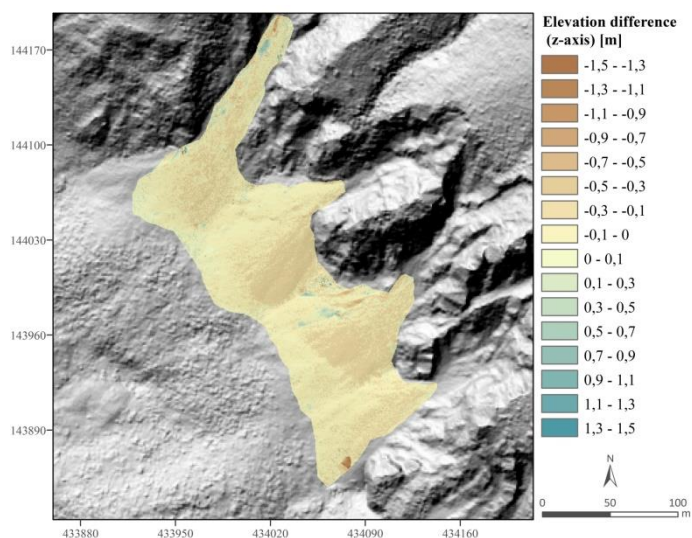 Elevation difference
(z-axis) [m]
-1,5 - -1,3
-1,3 - -1,1
-1,1 - -0,9
-0,9 - -0,7
-0,7 - -0,5
-0,5 - -0,3
-0,3 - -0,1
-0,1 - 0
0 - 0,1
0,1 - 0,3
0,3 - 0,5
0,5 - 0,7
0,7 - 0,9
0,9 - 1,1
1,1 - 1,3
1,3 - 1,5
N
0 50 100
m
144170
144100
144030
143960
143890
433880 433950 434020 434090 434160